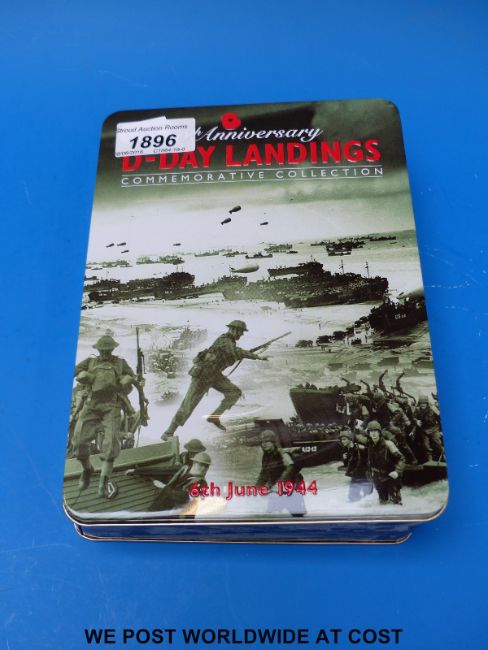 Stroud Auction Rooms
1896
Anniversary
D-DAY LANDINGS
COMMEMORATIVE COLLECTION
6th June 1944
WE POST WORLDWIDE AT COST